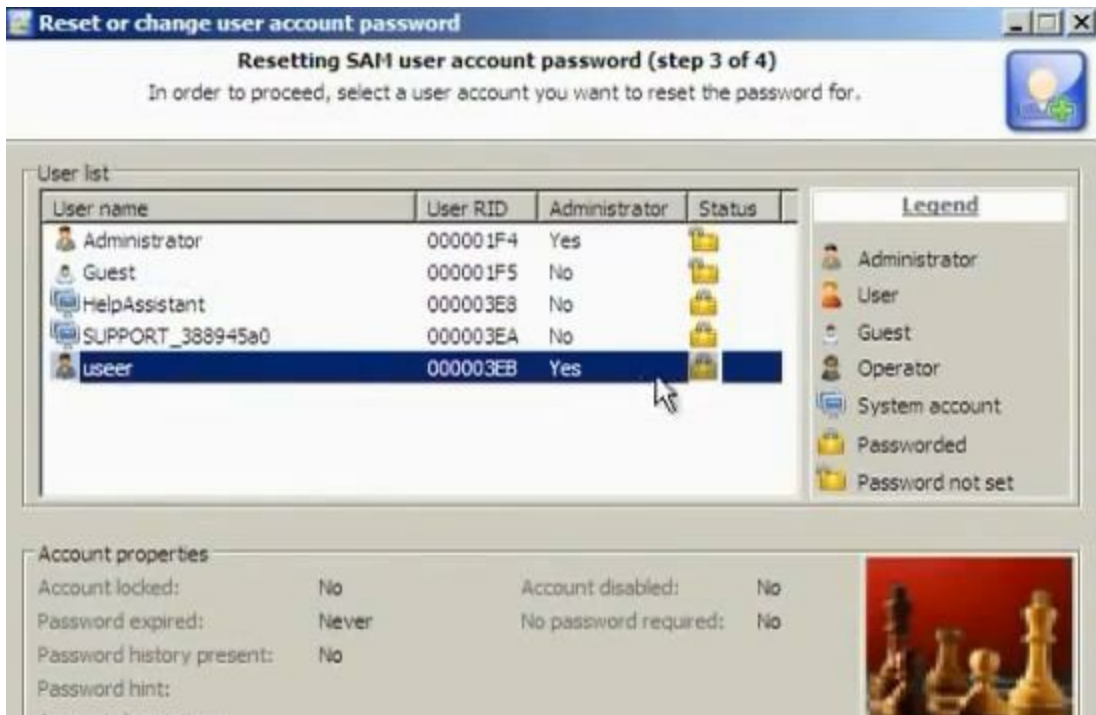 Reset or change user account password
Resetting SAM user account password (step 3 of 4)
In order to proceed, select a user account you want to reset the password for.
User list
User name User RID Administrator Status
Administrator 000001F4 Yes
Guest 000001F5 No
HelpAssistant 000003E8 No
SUPPORT_388945a0 000003EA No
useer 000003EB Yes
Legend
Administrator
User
Guest
Operator
System account
Passworded
Password not set
Account properties
Account locked: No Account disabled: No
Password expired: Never No password required: No
Password history present: No
Password hint: